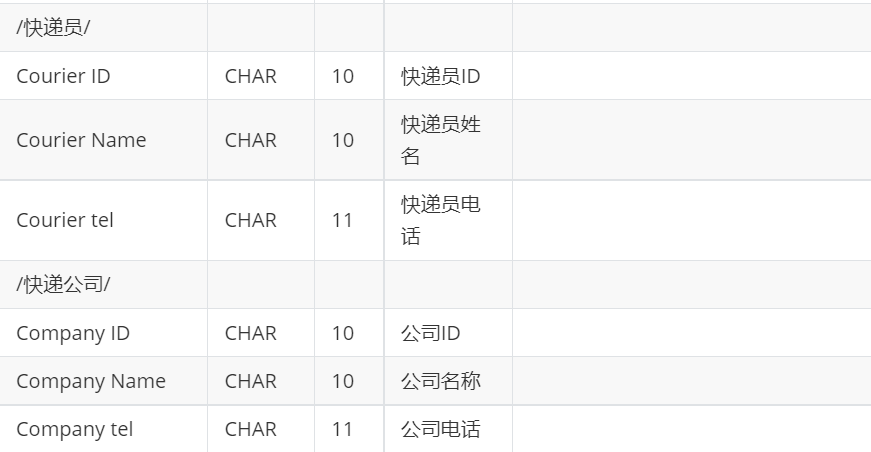 /快递员/
Courier ID CHAR 10 快递员ID
Courier Name CHAR 10 快递员姓
名
Courier tel CHAR 11 快递员电
话
/快递公司/
Company ID CHAR 10 公司ID
Company Name CHAR 10 公司名称
Company tel CHAR 11 公司电话